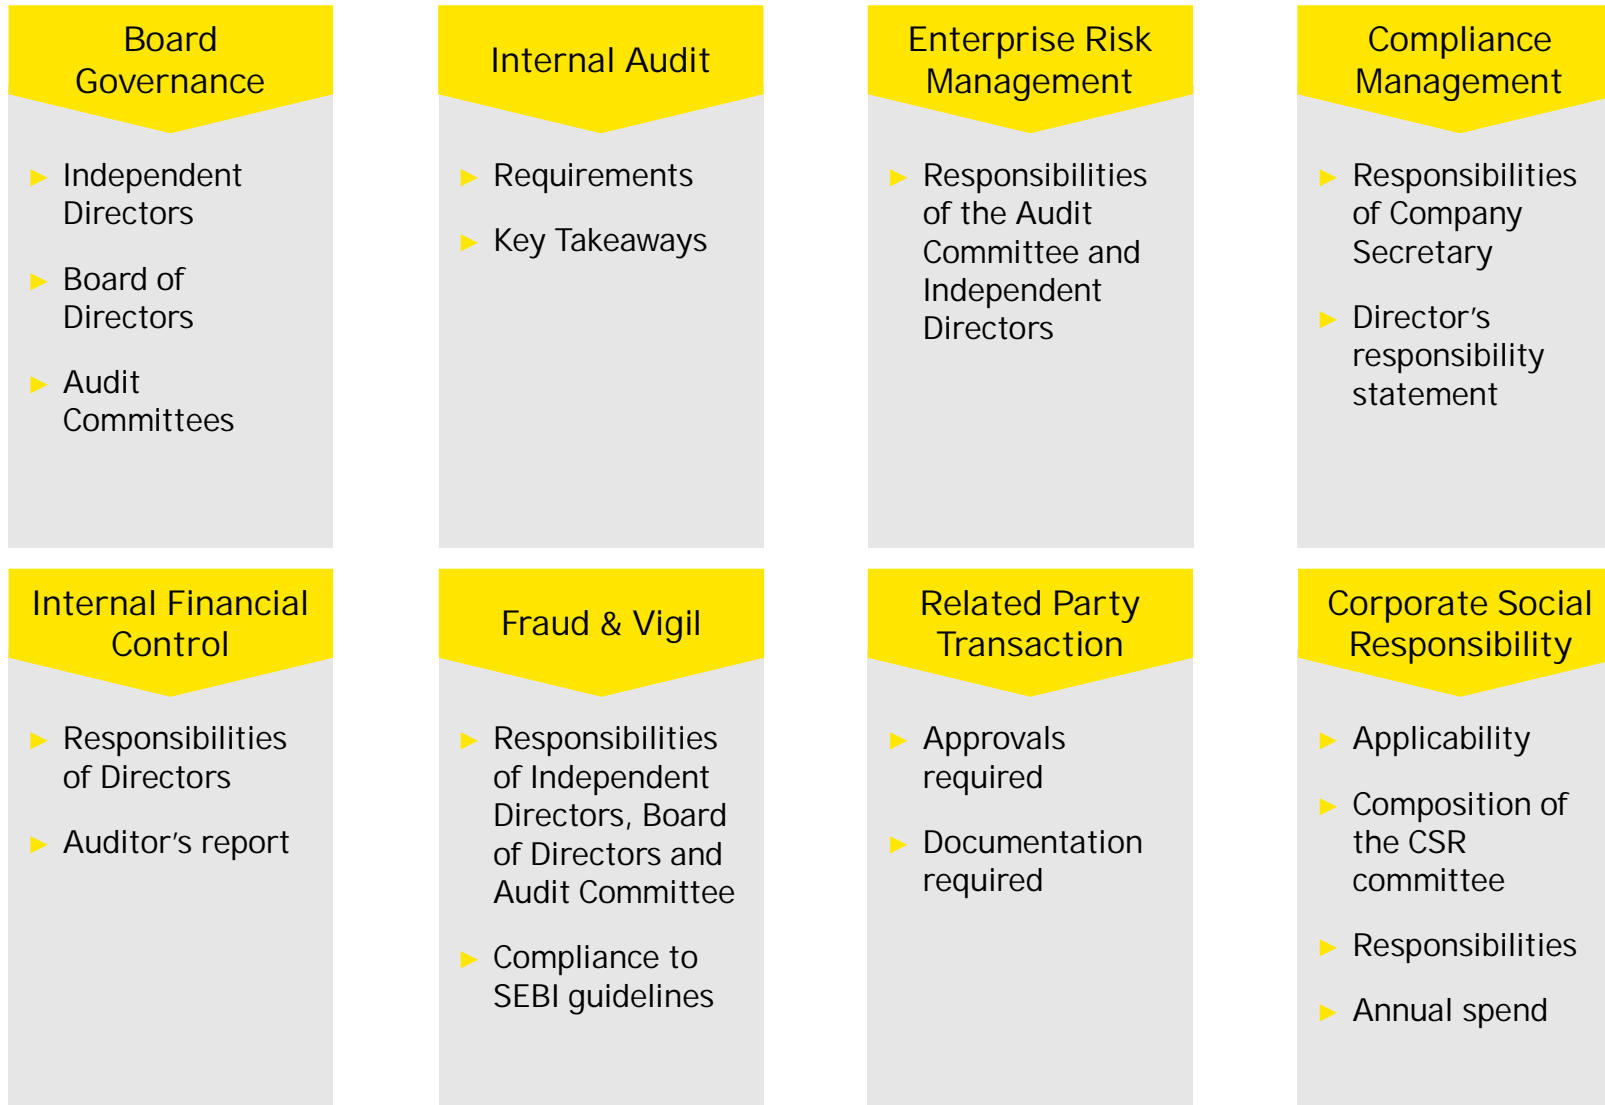 Board
Governance
Independent
Directors
Board of
Directors
Audit
Committees
Internal Audit
Requirements
Key Takeaways
Enterprise Risk
Management
Responsibilities
of the Audit
Committee and
Independent
Directors
Compliance
Management
Responsibilities
of Company
Secretary
Director’s
responsibility
statement
Internal Financial
Control
Responsibilities
of Directors
Auditor’s report
Fraud & Vigil
Responsibilities
of Independent
Directors, Board
of Directors and
Audit Committee
Compliance to
SEBI guidelines
Related Party
Transaction
Approvals
required
Documentation
required
Corporate Social
Responsibility
Applicability
Composition of
the CSR
committee
Responsibilities
Annual spend